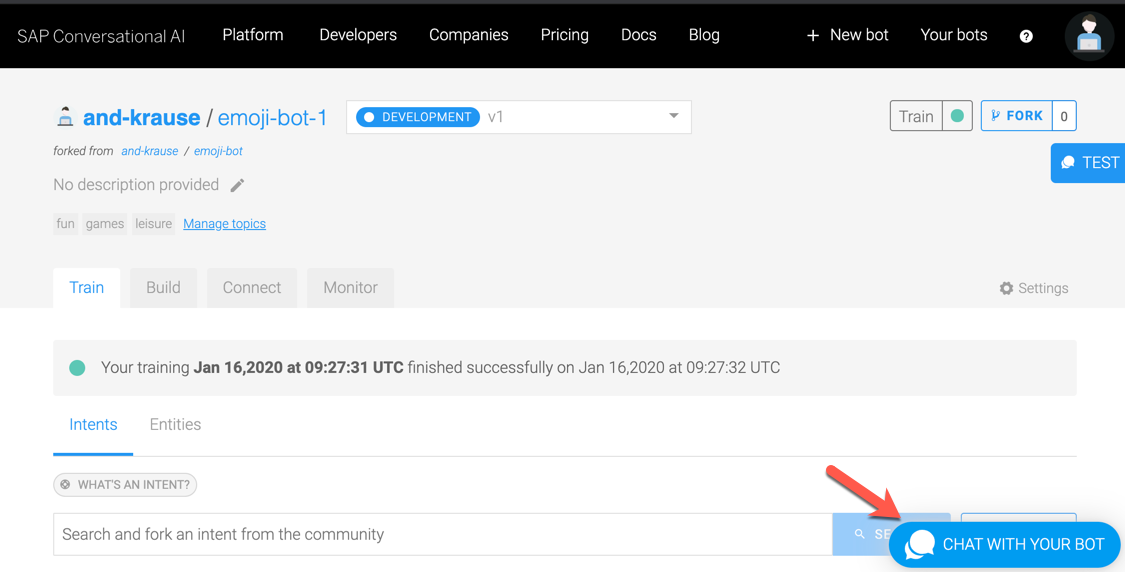 SAP Conversational AI Platform Developers Companies Pricing Docs Blog + New bot Your bots ?
and-krause / emoji-bot-1 DEVELOPMENT v1 Train FORK 0
forked from and-krause / emoji-bot
TEST
No description provided
fun games leisure Manage topics
Train Build Connect Monitor Settings
Your training Jan 16,2020 at 09:27:31 UTC finished successfully on Jan 16,2020 at 09:27:32 UTC
Intents Entities
WHAT'S AN INTENT?
Search and fork an intent from the community
CHAT WITH YOUR BOT